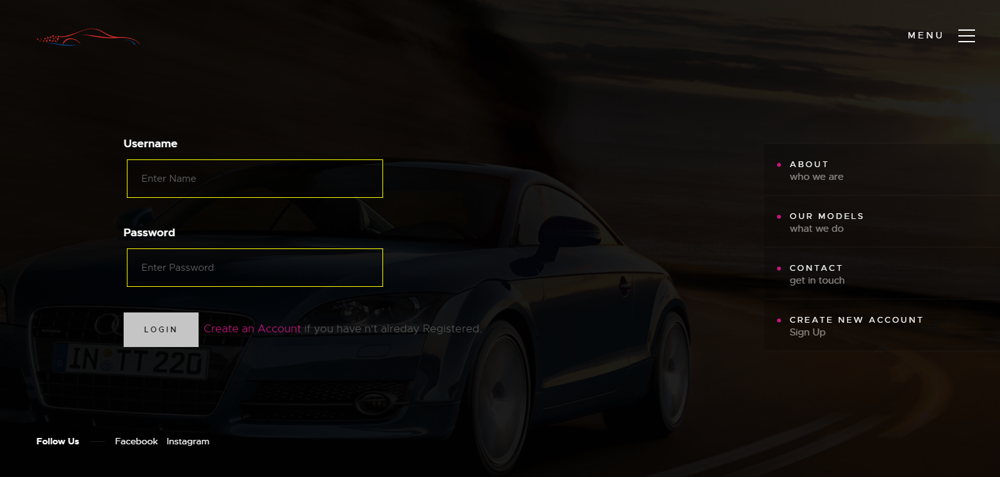 MENU
Username
Enter Name
Password
Enter Password
LOGIN Create an Account if you have n't alreday Registered.
IN TT 220
D
ABOUT
who we are
OUR MODELS
what we do
CONTACT
get in touch
CREATE NEW ACCOUNT
Sign Up
Follow Us Facebook Instagram